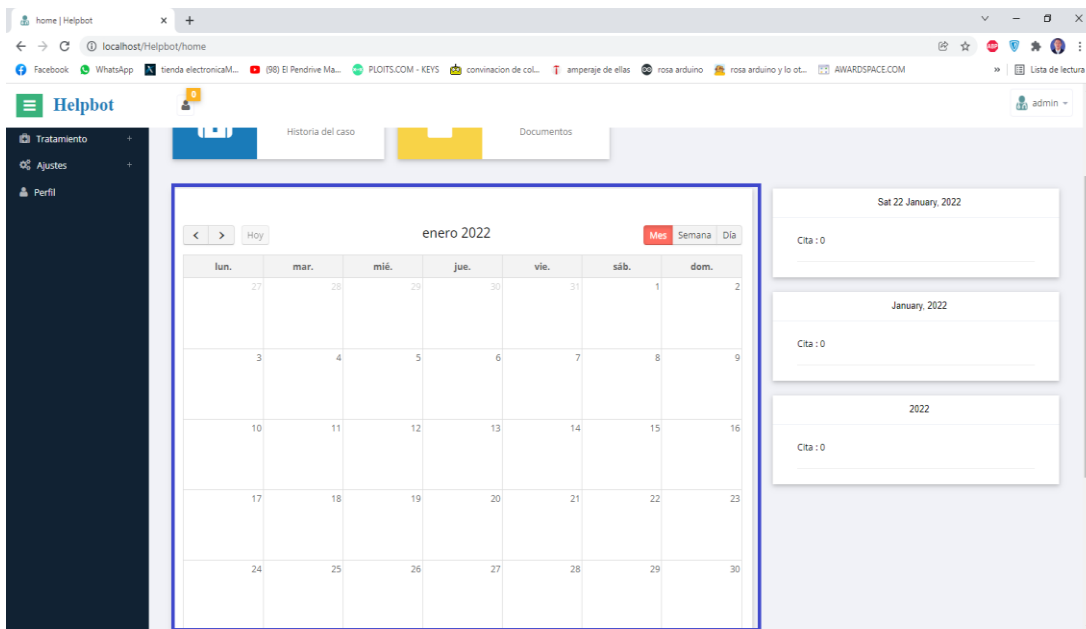 home | Helpbot
localhost/Helpbot/home
ABP
Facebook WhatsApp tienda electronicaM... (98) El Pendrive Ma... PLOITS.COM - KEYS convinacion de col... amperaje de ellas rosa arduino rosa arduino y lo ot... AWARDSPACE.COM » Lista de lectura
Helpbot 0 admin
Tratamiento +
Historia del caso Documentos
Ajustes +
Perfil
Hoy enero 2022 Mes Semana Día
lun. mar. mié. jue. vie. sáb. dom.
27 28 29 30 31 1 2
3 4 5 6 7 8 9
10 11 12 13 14 15 16
17 18 19 20 21 22 23
24 25 26 27 28 29 30
Sat 22 January, 2022
Cita : 0
January, 2022
Cita : 0
2022
Cita : 0